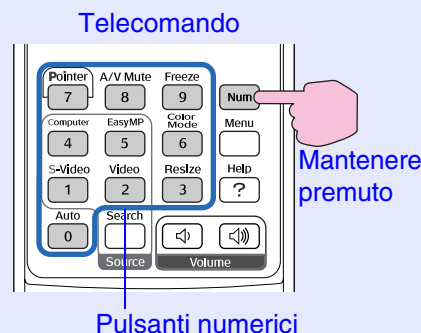 Telecomando
Pointer A/V Mute Freeze
7 8 9 Num
Computer EasyMP Color Mode Menu
4 5 6
S-Video Video Resize Help
1 2 3 ?
Mantenere
premuto
Auto Search
0
Source Volume
Pulsanti numerici